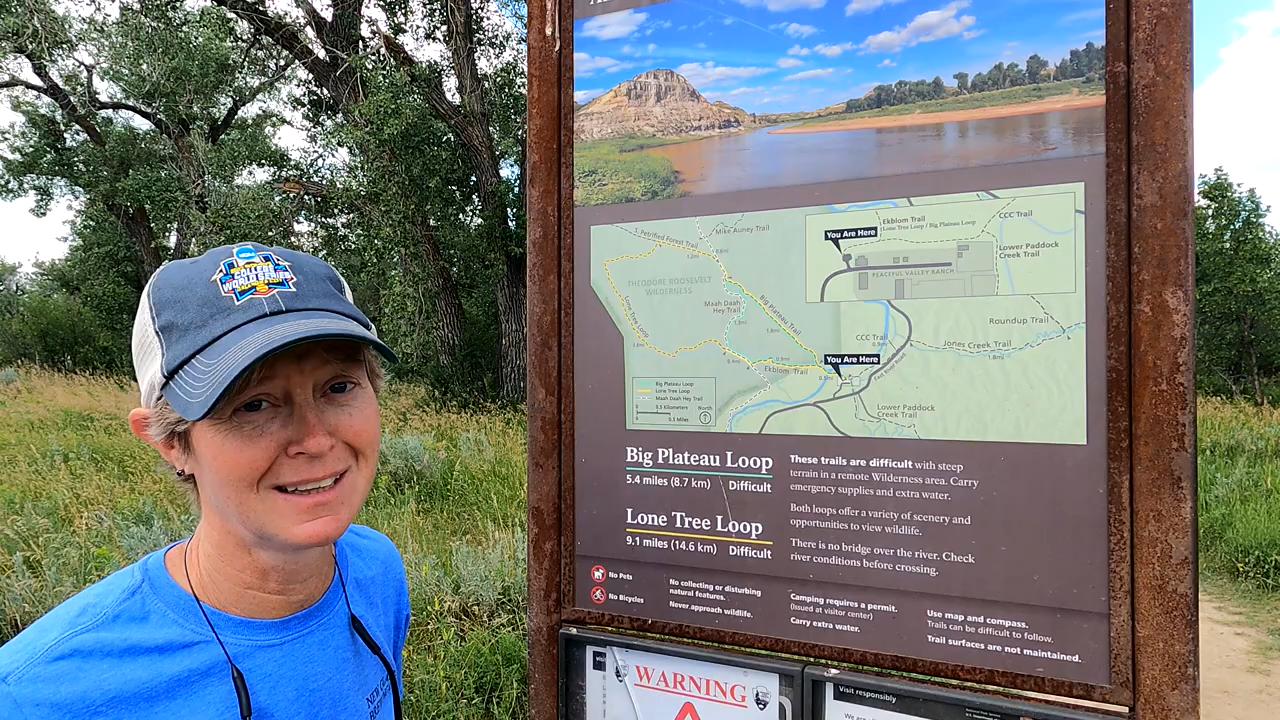 COLLEGE
WORLD SERIES
Ekblom Trail
Lone Tree Loop / Big Plateau Loop
CCC Trail
You Are Here
Lower Paddock
Creek Trail
PEACEFUL VALLEY RANCH
Mike Auney Trail
Petrified Forest Trail
THEODORE ROOSEVELT
WILDERNESS
Maah Daah
Hey Trail
Big Plateau Trail
Lone Tree Loop
CCC Trail
Roundup Trail
Jones Creek Trail
1.8mi
You Are Here
Ekblom Trail
Lower Paddock
Creek Trail
Big Plateau Loop
Lone Tree Loop
Maah Daah Hey Trail
0.5 Kilometers
0.5 Miles
North
Big Plateau Loop
5.4 miles (8.7 km) Difficult
Lone Tree Loop
9.1 miles (14.6 km) Difficult
These trails are difficult with steep
terrain in a remote Wilderness area. Carry
emergency supplies and extra water.
Both loops offer a variety of scenery and
opportunities to view wildlife.
There is no bridge over the river. Check
river conditions before crossing.
No Pets
No Bicycles
No collecting or disturbing
natural features.
Never approach wildlife.
Camping requires a permit.
(Issued at visitor center)
Carry extra water.
Use map and compass.
Trails can be difficult to follow.
Trail surfaces are not maintained.
WARNING
Visit responsibly